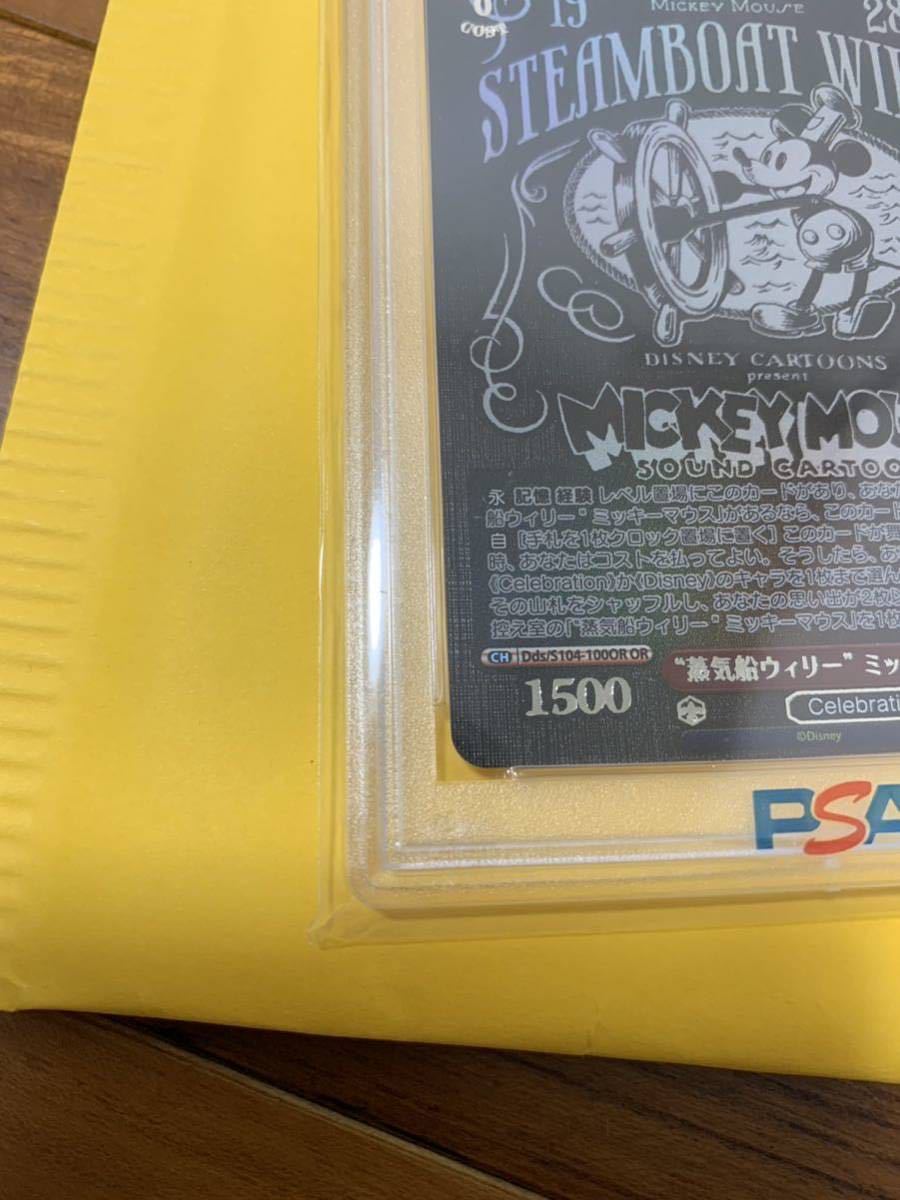 0
COST
19
MICKEY MOUSE
28
STEAMBOAT WI
DISNEY CARTOONS
present
MICKEY MOU
SOUND CARTOO
永 記憶 経験 レベル置場にこのカードがあり、あな
船ウィリー" ミッキーマウス」があるなら、このカード
自 [手札を1枚クロック置場に置く] このカードが
時、あなたはコストを払ってよい。そうしたら、あ
《Celebration》か《Disney》のキャラを1枚まで選ん
その山札をシャッフルし、あなたの思い出が2枚
控え室の「"蒸気船ウィリー" ミッキーマウス」を1枚
CH Dds/S104-100OR OR
"蒸気船ウィリー" ミッ
1500
Celebrati
©Disney
PSA